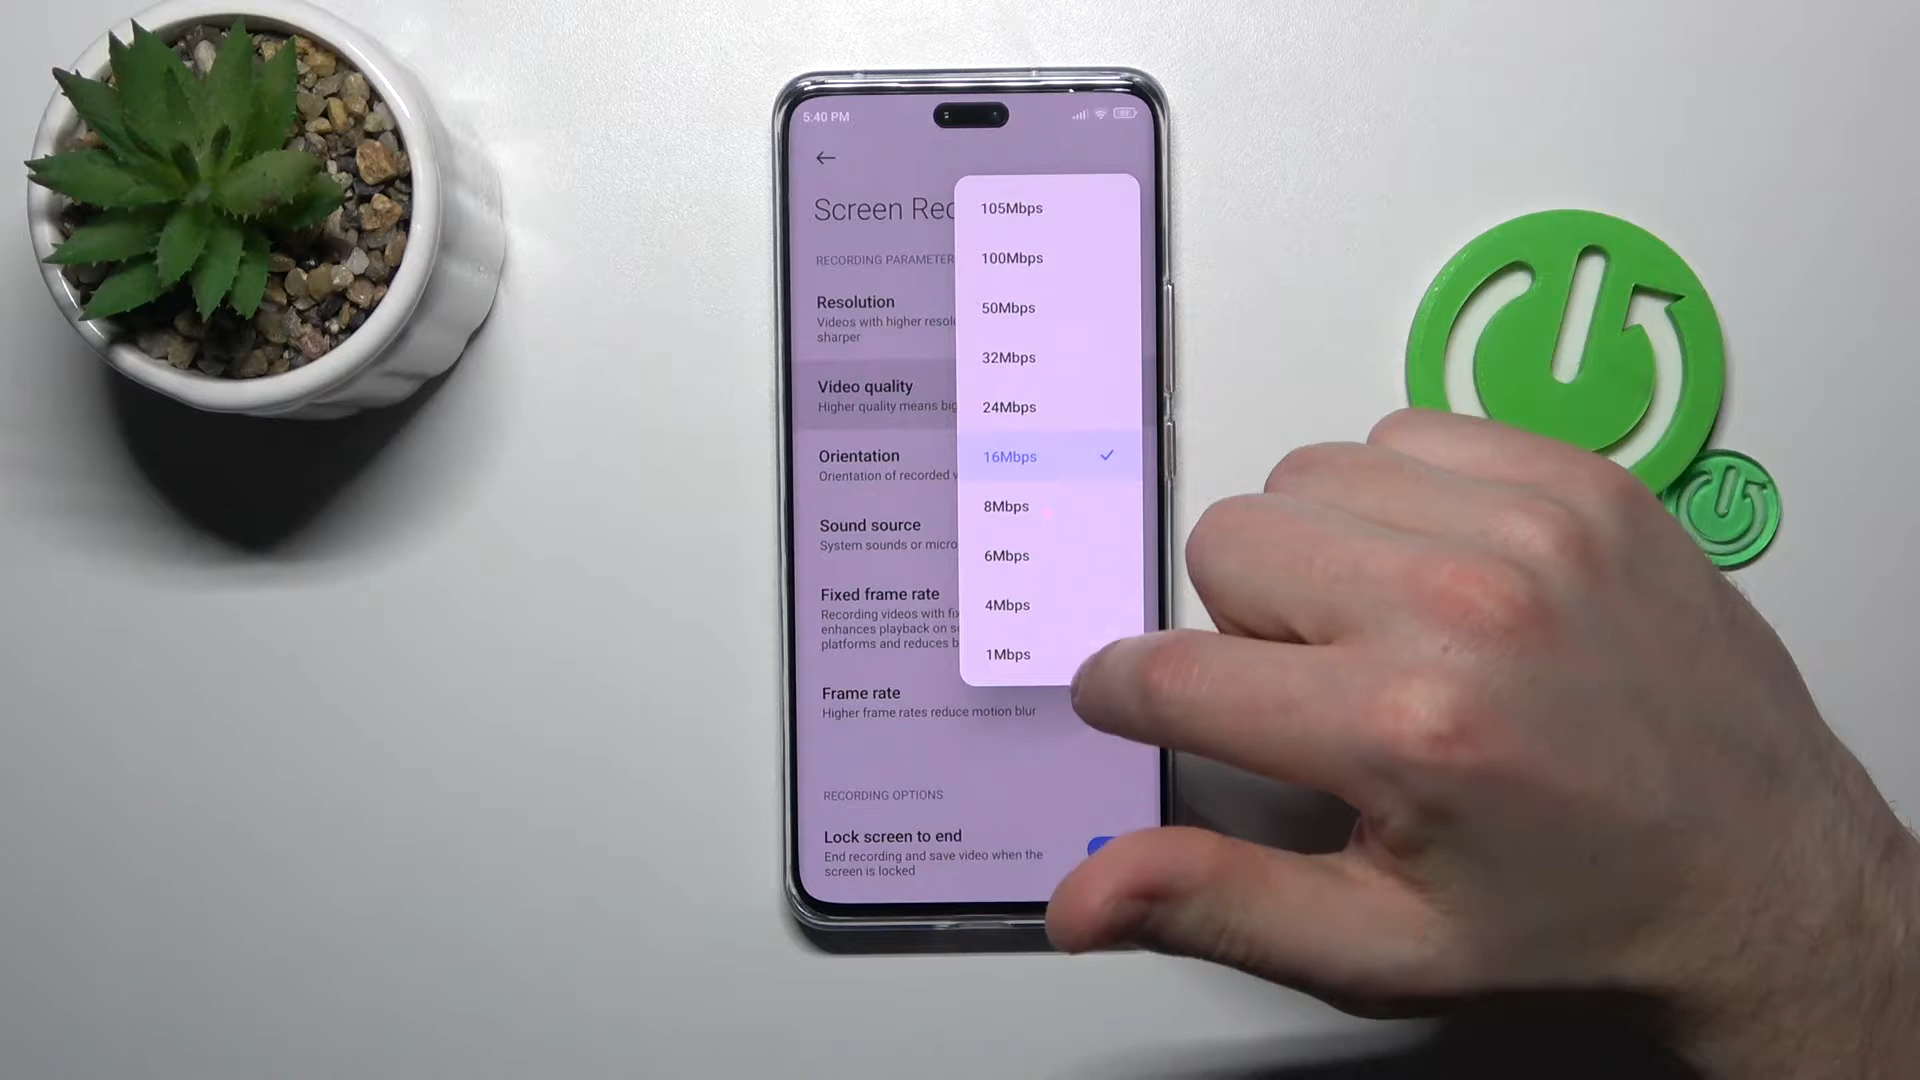 5:40 PM
Screen Rec
RECORDING PARAMETER
Resolution
Videos with higher resol
sharper
Video quality
Higher quality means big
Orientation
Orientation of recorded v
Sound source
System sounds or micro
Fixed frame rate
Recording videos with fix
enhances playback on s
platforms and reduces b
Frame rate
Higher frame rates reduce motion blur
RECORDING OPTIONS
Lock screen to end
End recording and save video when the
screen is locked
105Mbps
100Mbps
50Mbps
32Mbps
24Mbps
16Mbps
8Mbps
6Mbps
4Mbps
1Mbps